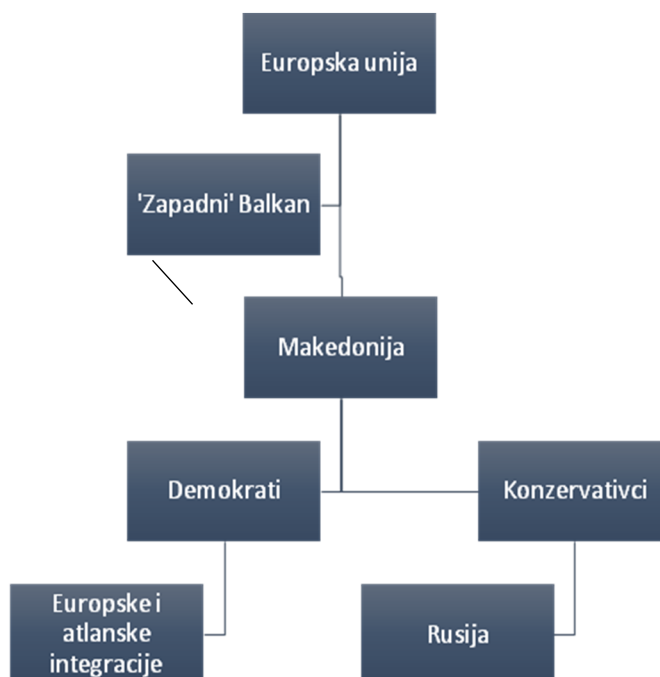 Europska unija
'Zapadni' Balkan
Makedonija
Demokrati
Konzervativci
Europske i
atlanske
integracije
Rusija